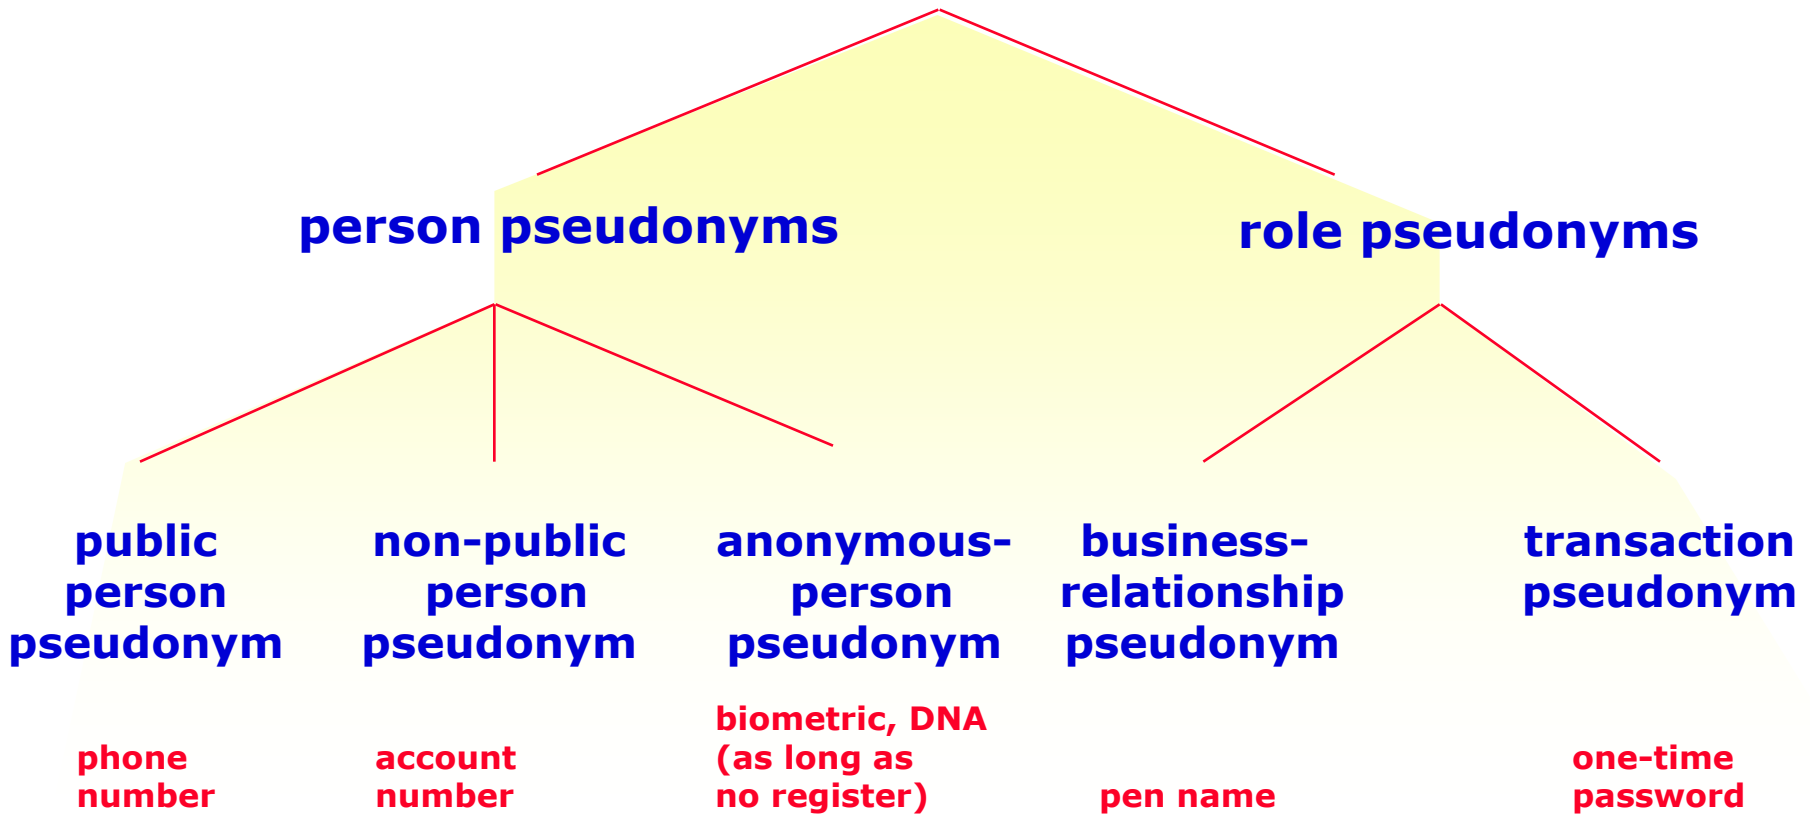 person pseudonyms
role pseudonyms
public
person
pseudonym
non-public
person
pseudonym
anonymous-
person
pseudonym
business-
relationship
pseudonym
transaction
pseudonym
phone
number
account
number
biometric, DNA
(as long as
no register)
pen name
one-time
password